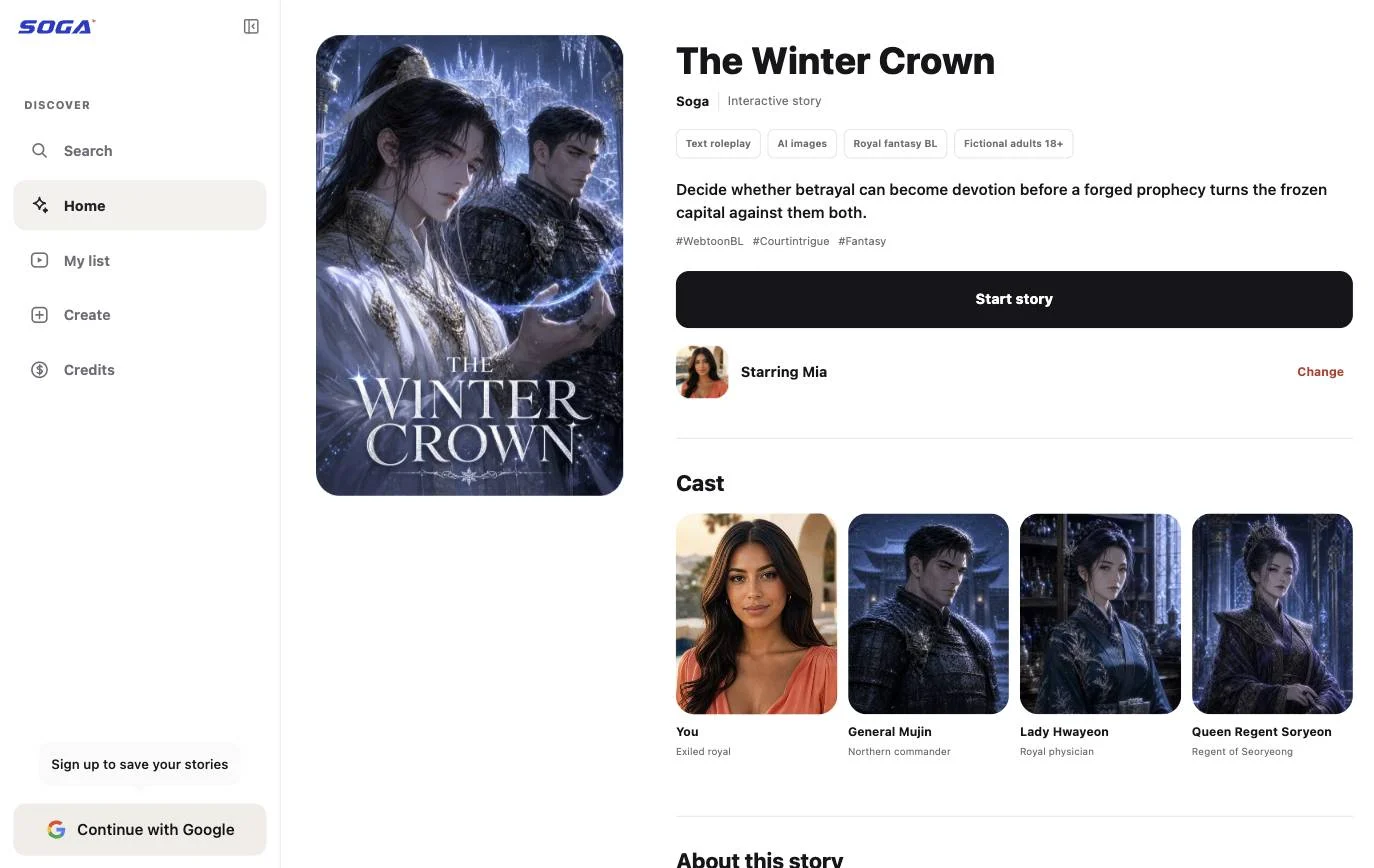 SOGA
DISCOVER
Search
Home
My list
Create
Credits
Sign up to save your stories
Continue with Google
THE
WINTER
CROWN
The Winter Crown
Soga
Interactive story
Text roleplay
AI images
Royal fantasy BL
Fictional adults 18+
Decide whether betrayal can become devotion before a forged prophecy turns the frozen
capital against them both.
#WebtoonBL #Courtintrigue #Fantasy
Start story
Starring Mia
Change
Cast
You
Exiled royal
General Mujin
Northern commander
Lady Hwayeon
Royal physician
Queen Regent Soryeon
Regent of Seoryeong
About this story